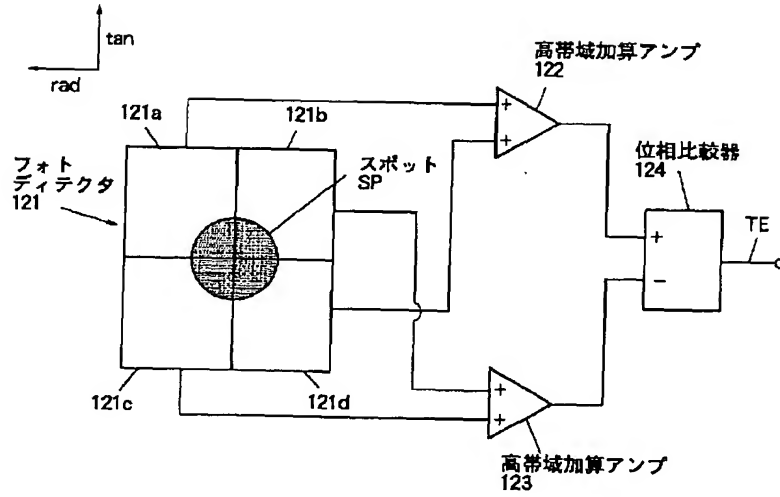 tan
rad
高帯域加算アンプ
122
121a
121b
フォト
ディテクタ
121
スポット
SP
位相比較器
124
+
+
+
−
TE
+
+
121c
121d
高帯域加算アンプ
123